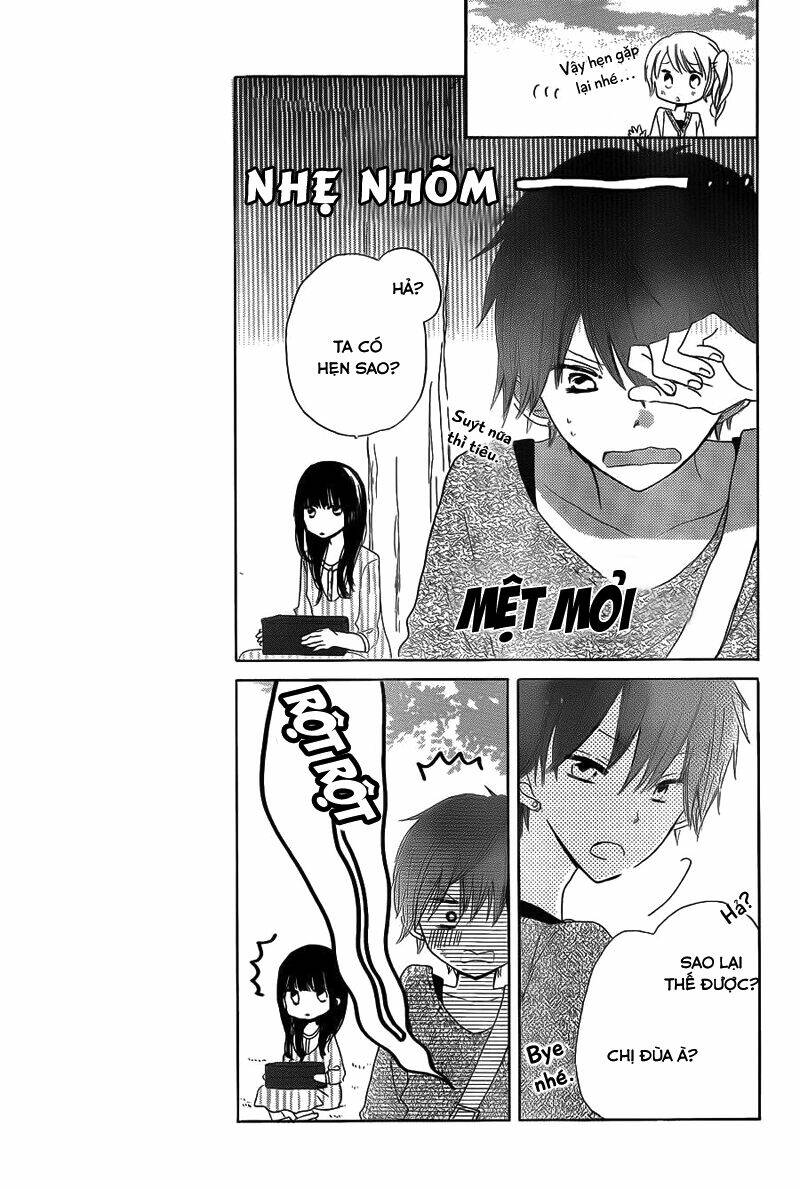 Vậy hẹn gặp
lại nhé...
NHẸ NHÕM
HẢ?
TA CÓ
HẸN SAO?
Suýt nữa
thì tiêu.
MỆT MỎI
Hả?
SAO LẠI
THẾ ĐƯỢC?
CHỊ ĐÙA À?
Bye
nhé.
RỘT RỘT